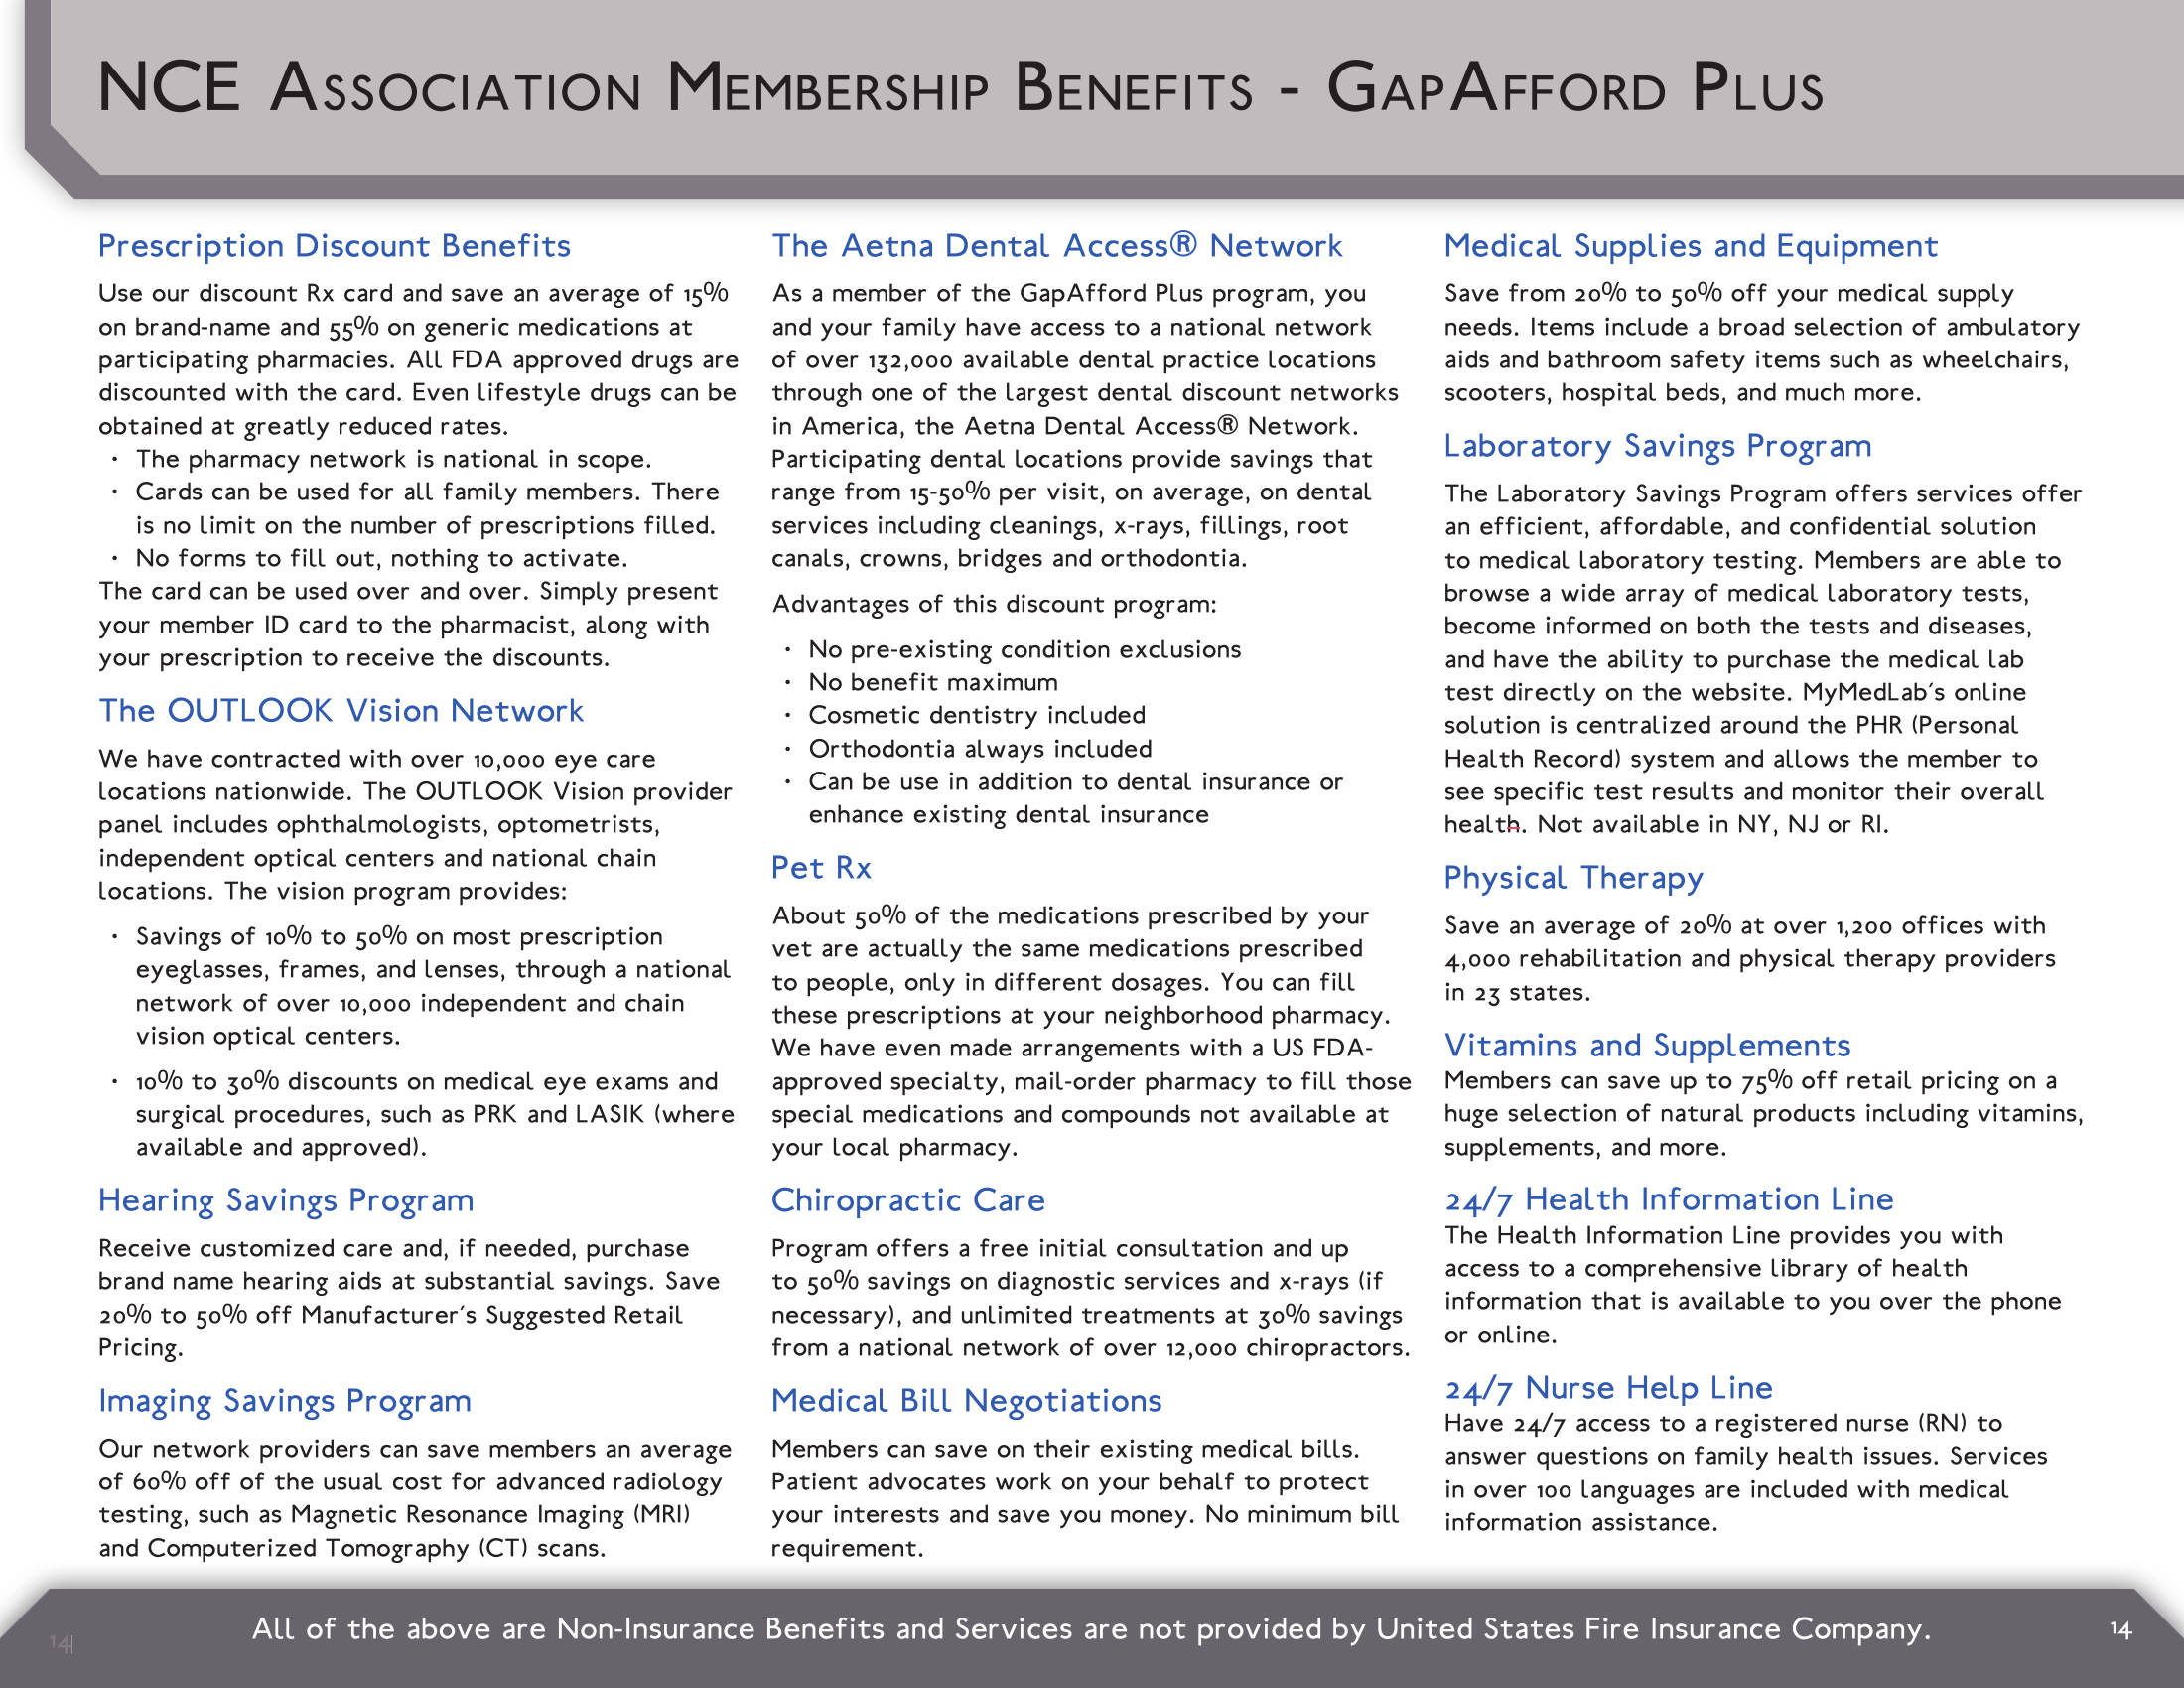 NCE Association Membership Benefits - GapAfford Plus
Prescription Discount Benefits
Use our discount Rx card and save an average of 15%
on brand-name and 55% on generic medications at
participating pharmacies. All FDA approved drugs are
discounted with the card. Even lifestyle drugs can be
obtained at greatly reduced rates.
• The pharmacy network is national in scope.
• Cards can be used for all family members. There
is no limit on the number of prescriptions filled.
• No forms to fill out, nothing to activate.
The card can be used over and over. Simply present
your member ID card to the pharmacist, along with
your prescription to receive the discounts.
The OUTLOOK Vision Network
We have contracted with over 10,000 eye care
locations nationwide. The OUTLOOK Vision provider
panel includes ophthalmologists, optometrists,
independent optical centers and national chain
locations. The vision program provides:
• Savings of 10% to 50% on most prescription
eyeglasses, frames, and lenses, through a national
network of over 10,000 independent and chain
vision optical centers.
• 10% to 30% discounts on medical eye exams and
surgical procedures, such as PRK and LASIK (where
available and approved).
Hearing Savings Program
Receive customized care and, if needed, purchase
brand name hearing aids at substantial savings. Save
20% to 50% off Manufacturer's Suggested Retail
Pricing.
Imaging Savings Program
Our network providers can save members an average
of 60% off of the usual cost for advanced radiology
testing, such as Magnetic Resonance Imaging (MRI)
and Computerized Tomography (CT) scans.
The Aetna Dental Access® Network
As a member of the GapAfford Plus program, you
and your family have access to a national network
of over 132,000 available dental practice locations
through one of the largest dental discount networks
in America, the Aetna Dental Access® Network.
Participating dental locations provide savings that
range from 15-50% per visit, on average, on dental
services including cleanings, x-rays, fillings, root
canals, crowns, bridges and orthodontia.
Advantages of this discount program:
• No pre-existing condition exclusions
• No benefit maximum
• Cosmetic dentistry included
• Orthodontia always included
• Can be use in addition to dental insurance or
enhance existing dental insurance
Pet Rx
About 50% of the medications prescribed by your
vet are actually the same medications prescribed
to people, only in different dosages. You can fill
these prescriptions at your neighborhood pharmacy.
We have even made arrangements with a US FDA-
approved specialty, mail-order pharmacy to fill those
special medications and compounds not available at
your local pharmacy.
Chiropractic Care
Program offers a free initial consultation and up
to 50% savings on diagnostic services and x-rays (if
necessary), and unlimited treatments at 30% savings
from a national network of over 12,000 chiropractors.
Medical Bill Negotiations
Members can save on their existing medical bills.
Patient advocates work on your behalf to protect
your interests and save you money. No minimum bill
requirement.
Medical Supplies and Equipment
Save from 20% to 50% off your medical supply
needs. Items include a broad selection of ambulatory
aids and bathroom safety items such as wheelchairs,
scooters, hospital beds, and much more.
Laboratory Savings Program
The Laboratory Savings Program offers services offer
an efficient, affordable, and confidential solution
to medical laboratory testing. Members are able to
browse a wide array of medical laboratory tests,
become informed on both the tests and diseases,
and have the ability to purchase the medical lab
test directly on the website. MyMedLab's online
solution is centralized around the PHR (Personal
Health Record) system and allows the member to
see specific test results and monitor their overall
health. Not available in NY, NJ or RI.
Physical Therapy
Save an average of 20% at over 1,200 offices with
4,000 rehabilitation and physical therapy providers
in 23 states.
Vitamins and Supplements
Members can save up to 75% off retail pricing on a
huge selection of natural products including vitamins,
supplements, and more.
24/7 Health Information Line
The Health Information Line provides you with
access to a comprehensive library of health
information that is available to you over the phone
or online.
24/7 Nurse Help Line
Have 24/7 access to a registered nurse (RN) to
answer questions on family health issues. Services
in over 100 languages are included with medical
information assistance.
14|
All of the above are Non-Insurance Benefits and Services are not provided by United States Fire Insurance Company.
14